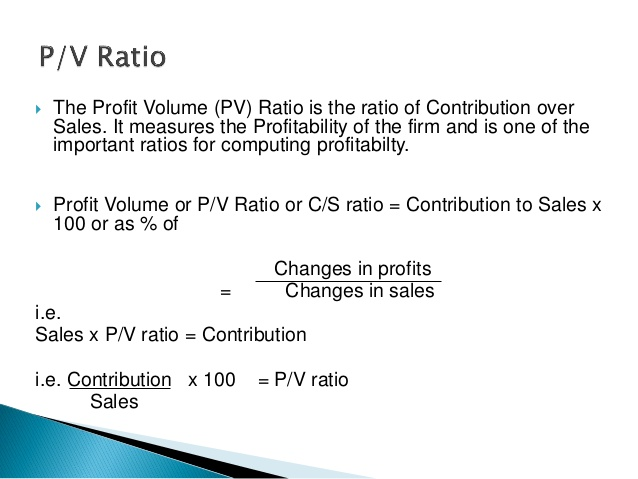 P/V Ratio
The Profit Volume (PV) Ratio is the ratio of Contribution over
Sales. It measures the Profitability of the firm and is one of the
important ratios for computing profitabilty.
Profit Volume or P/V Ratio or C/S ratio = Contribution to Sales x
100 or as % of
Changes in profits
= Changes in sales
i.e.
Sales x P/V ratio = Contribution
i.e. Contribution x 100 = P/V ratio
Sales